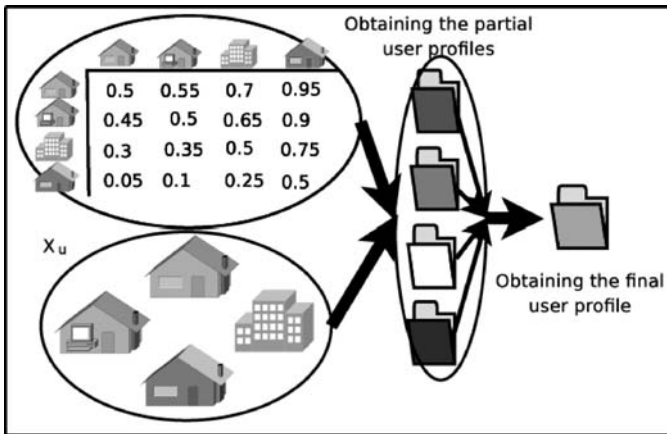 Obtaining the partial
user profiles
0.5 0.55 0.7 0.95
0.45 0.5 0.65 0.9
0.3 0.35 0.5 0.75
0.05 0.1 0.25 0.5
X u
Obtaining the final
user profile